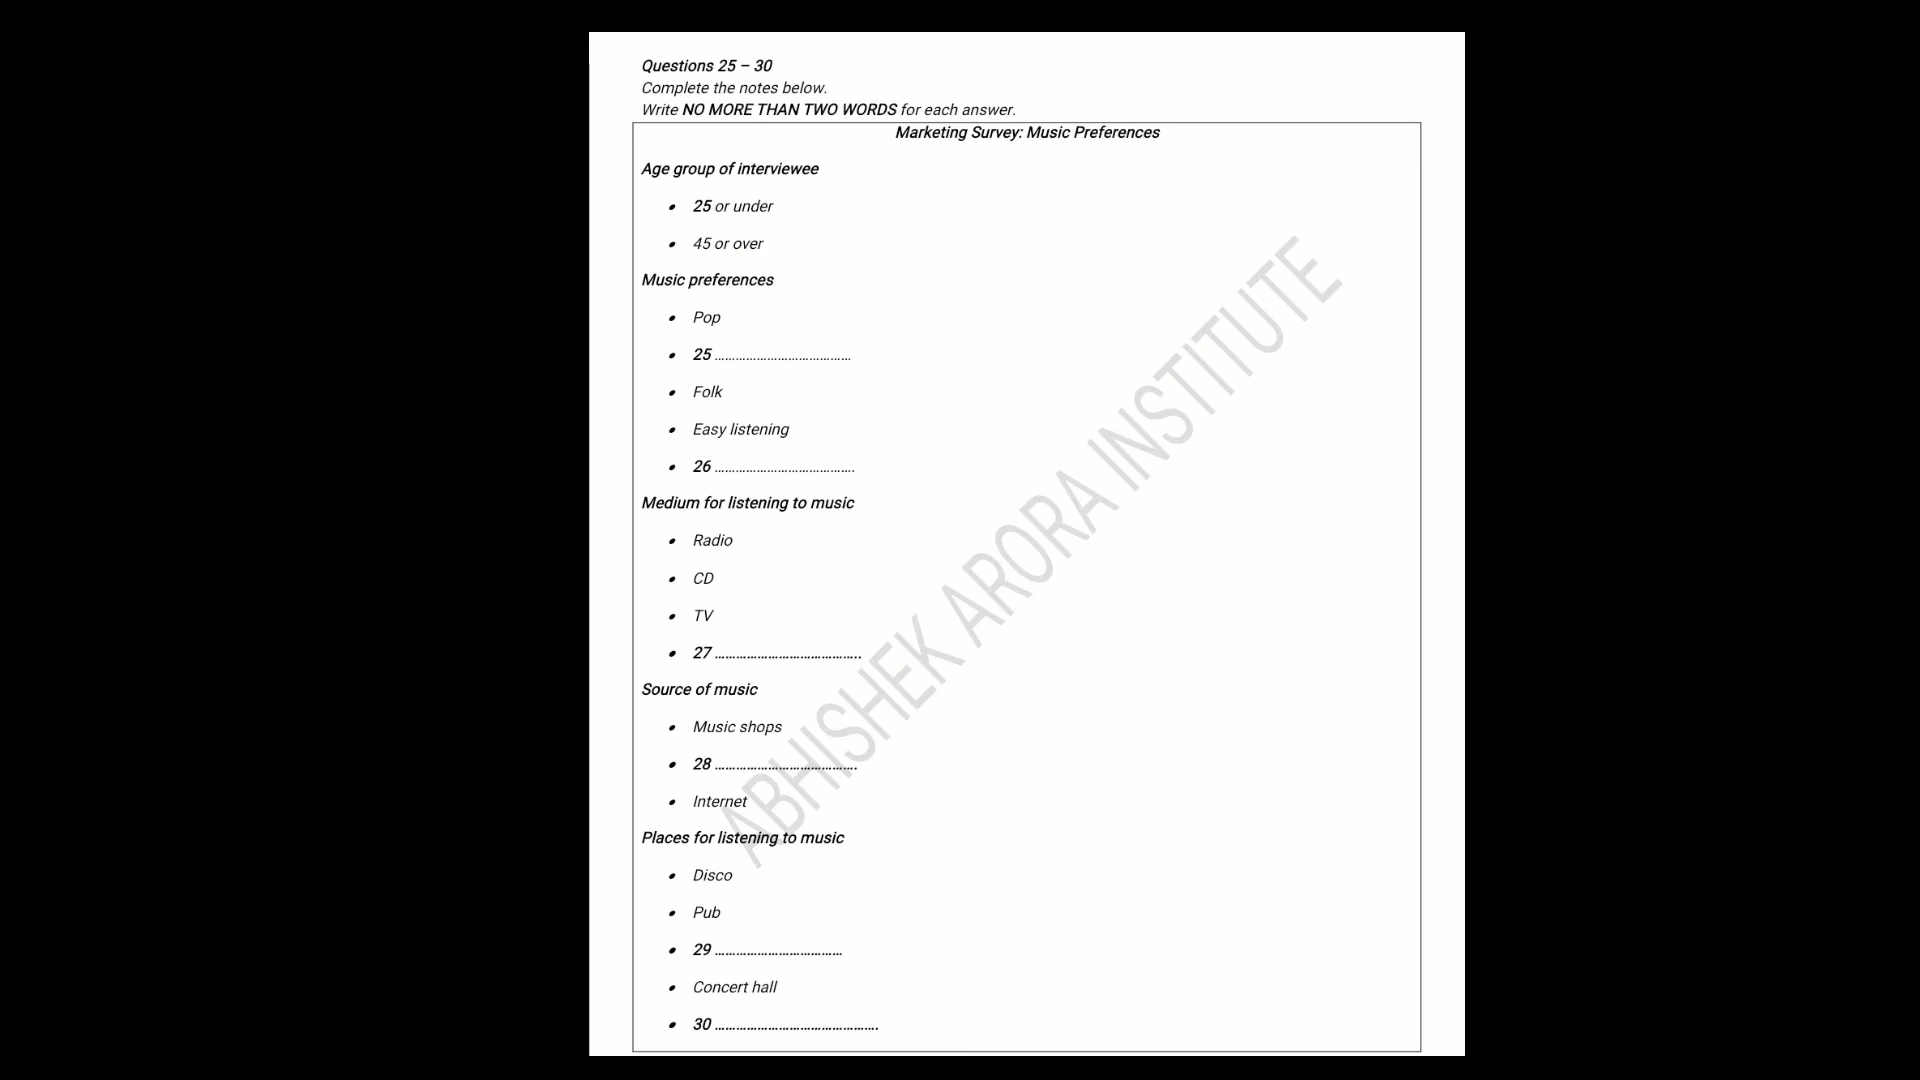 Questions 25 – 30
Complete the notes below.
Write NO MORE THAN TWO WORDS for each answer.
Marketing Survey: Music Preferences
Age group of interviewee
• 25 or under
• 45 or over
Music preferences
• Pop
• 25 ......................................
• Folk
• Easy listening
• 26 .......................................
Medium for listening to music
• Radio
• CD
• TV
• 27 ........................................
Source of music
• Music shops
• 28 .......................................
• Internet
Places for listening to music
• Disco
• Pub
• 29 ...................................
• Concert hall
• 30 .............................................
ABHISHEK ARORA INSTITUTE